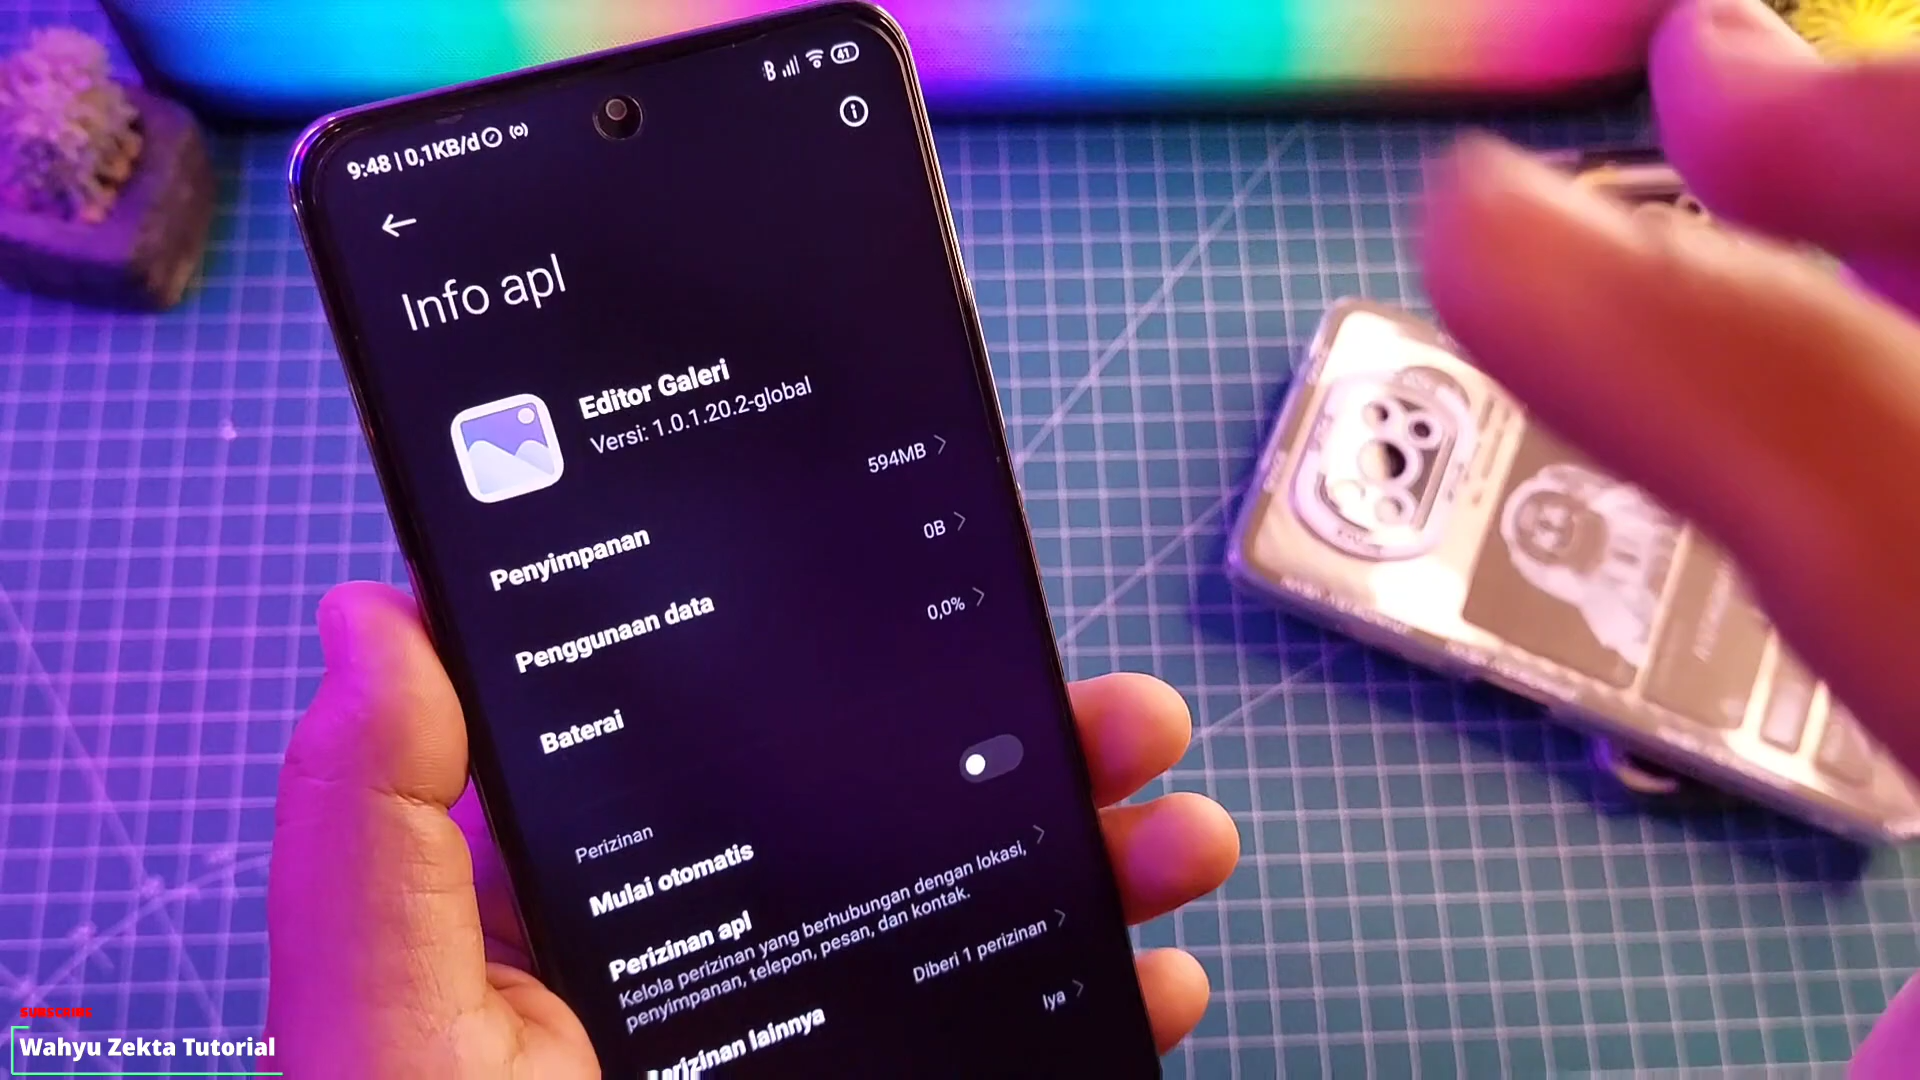 9:48 | 0,1KB/d
41
Info apl
Editor Galeri
Versi: 1.0.1.20.2-global
Penyimpanan
594MB
Penggunaan data
0B
Baterai
0,0%
Perizinan
Mulai otomatis
Perizinan apl
Kelola perizinan yang berhubungan dengan lokasi,
penyimpanan, telepon, pesan, dan kontak.
Perizinan lainnya
Diberi 1 perizinan
Iya
SUBSCRIBE
Wahyu Zekta Tutorial